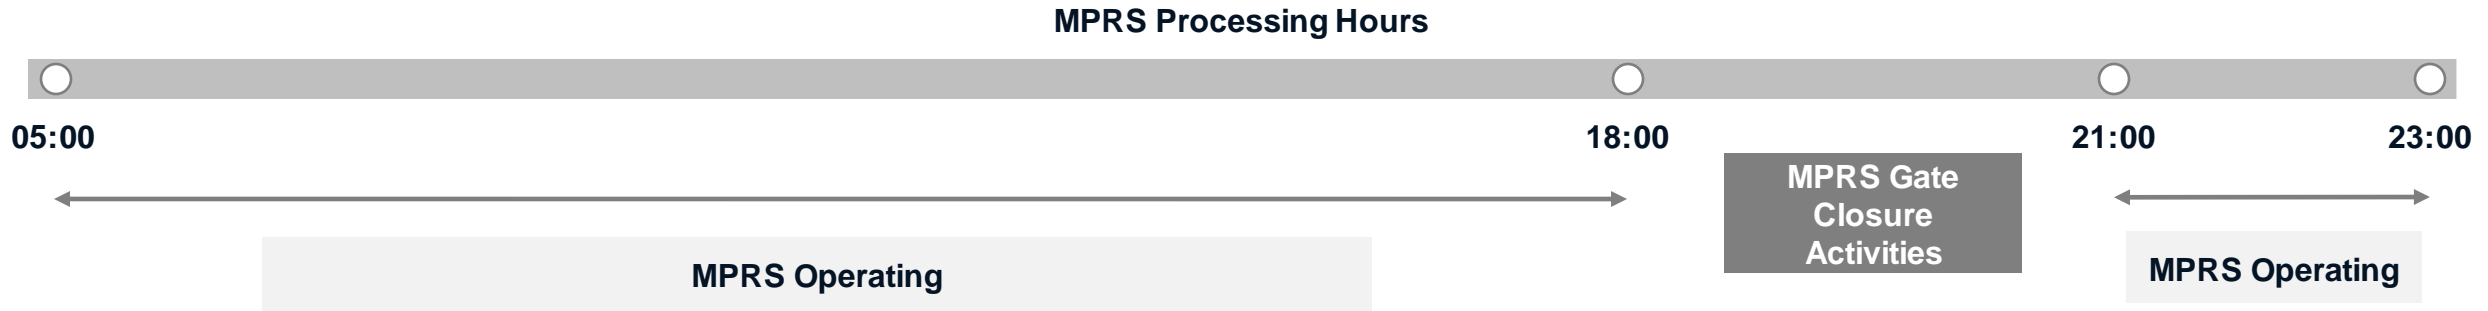 MPRS Processing Hours
05:00
18:00
21:00
23:00
MPRS Gate
Closure
Activities
MPRS Operating
MPRS Operating